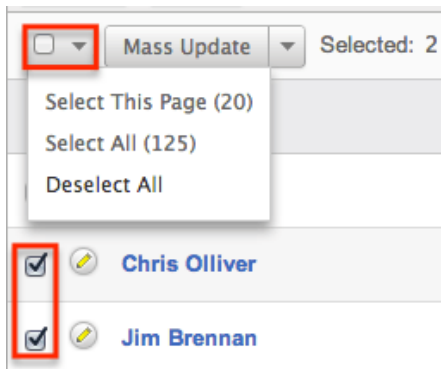 Mass Update Selected: 2
Select This Page (20)
Select All (125)
Deselect All
Chris Olliver
Jim Brennan